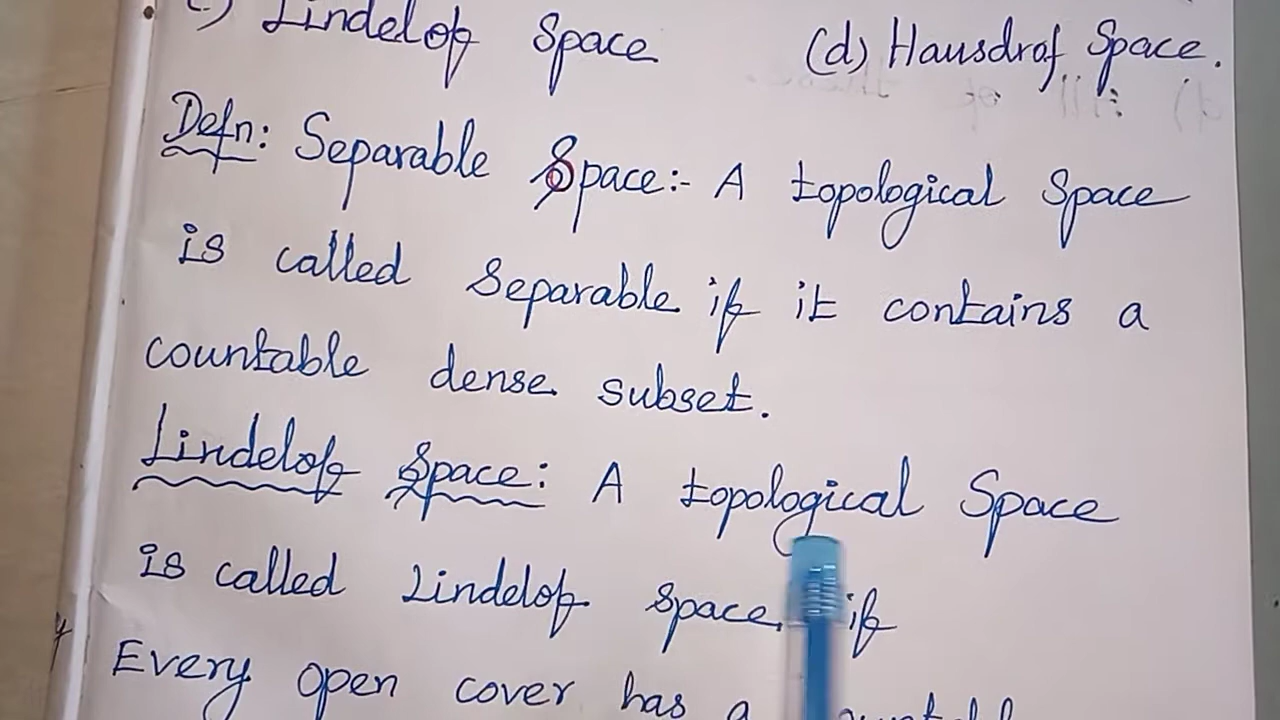 c) Lindelof Space (d) Hausdrof Space.
Defn: Separable Space:- A topological Space
is called Separable if it contains a
countable dense subset.
Lindelof Space: A topological Space
is called Lindelof Space if
Every open cover has a